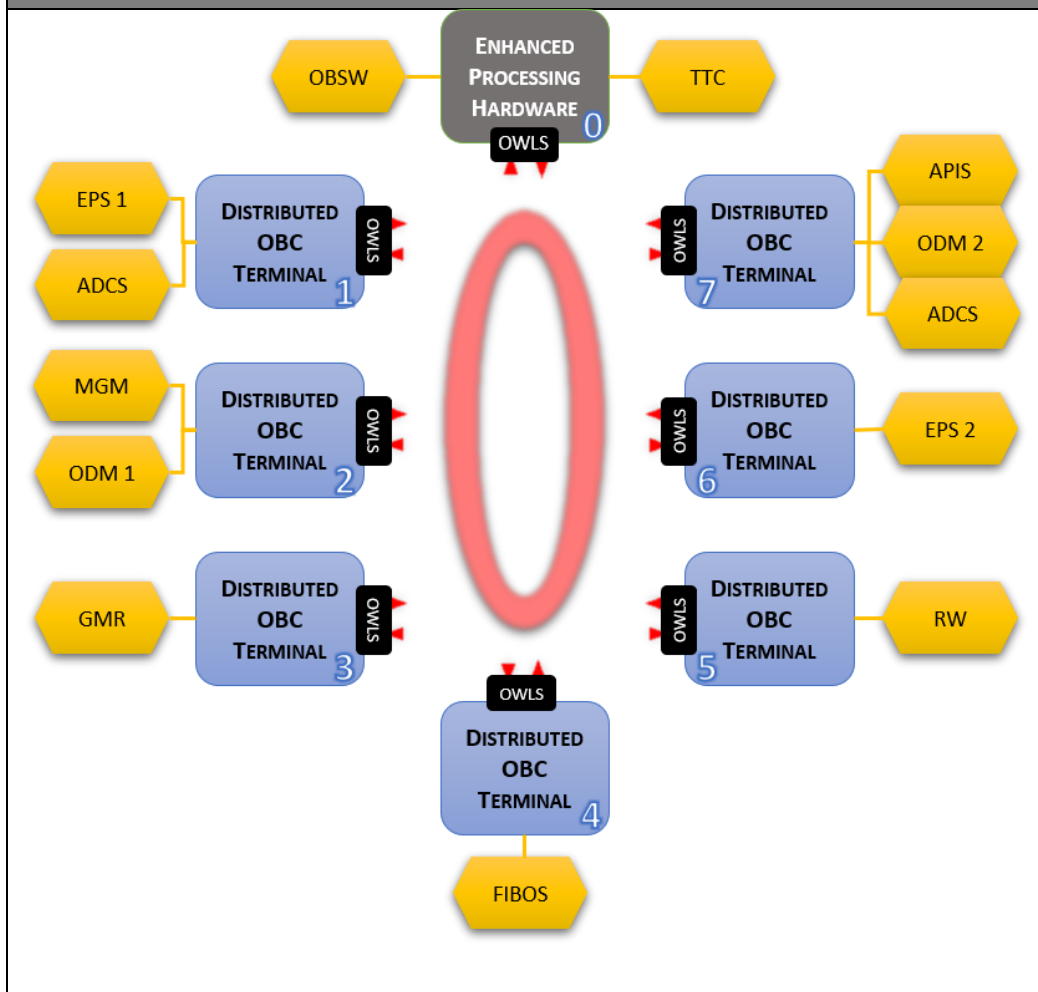 ENHANCED
PROCESSING
HARDWARE
0
OWLS
OBSW
TTC
EPS 1
ADCS
DISTRIBUTED
OBC
TERMINAL
1
OWLS
OWLS
DISTRIBUTED
OBC
TERMINAL
7
APIS
ODM 2
ADCS
MGM
ODM 1
DISTRIBUTED
OBC
TERMINAL
2
OWLS
OWLS
DISTRIBUTED
OBC
TERMINAL
6
EPS 2
GMR
DISTRIBUTED
OBC
TERMINAL
3
OWLS
OWLS
DISTRIBUTED
OBC
TERMINAL
5
RW
OWLS
DISTRIBUTED
OBC
TERMINAL
4
FIBOS